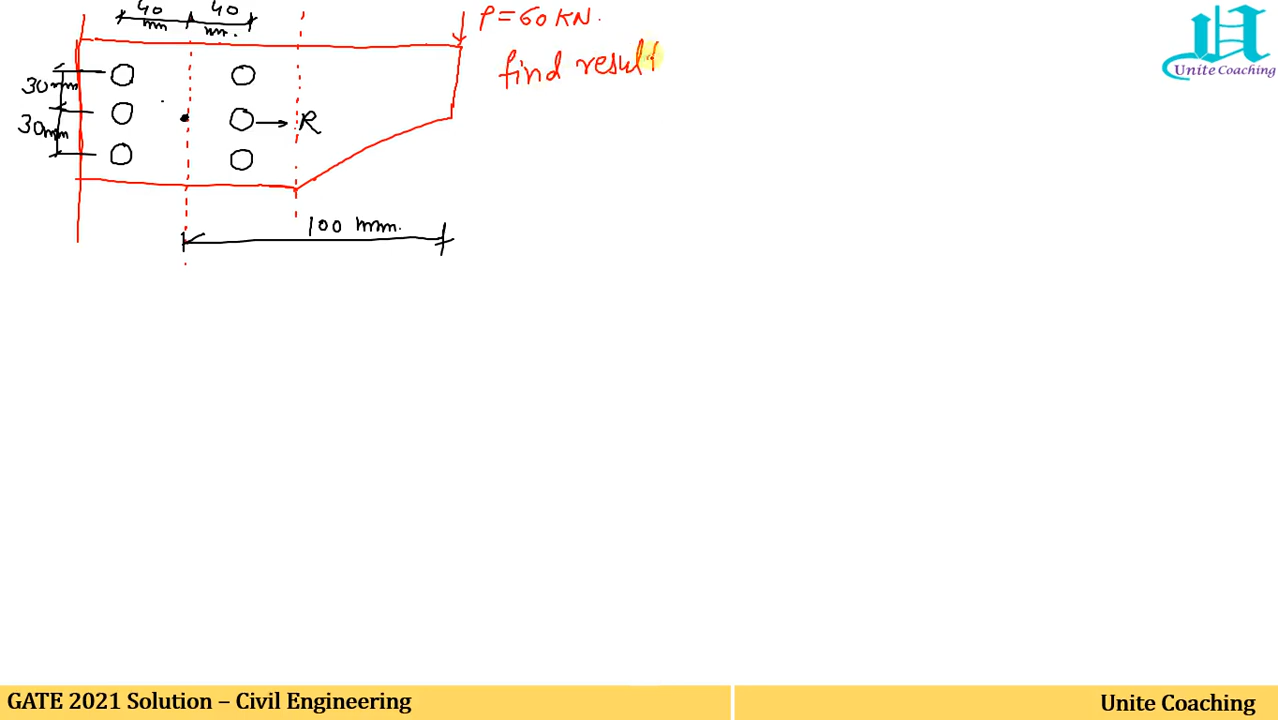 40 40
mm mm.
P = 60 KN.
find result
30mm
30mm
R
100 mm.
Unite Coaching
GATE 2021 Solution – Civil Engineering
Unite Coaching